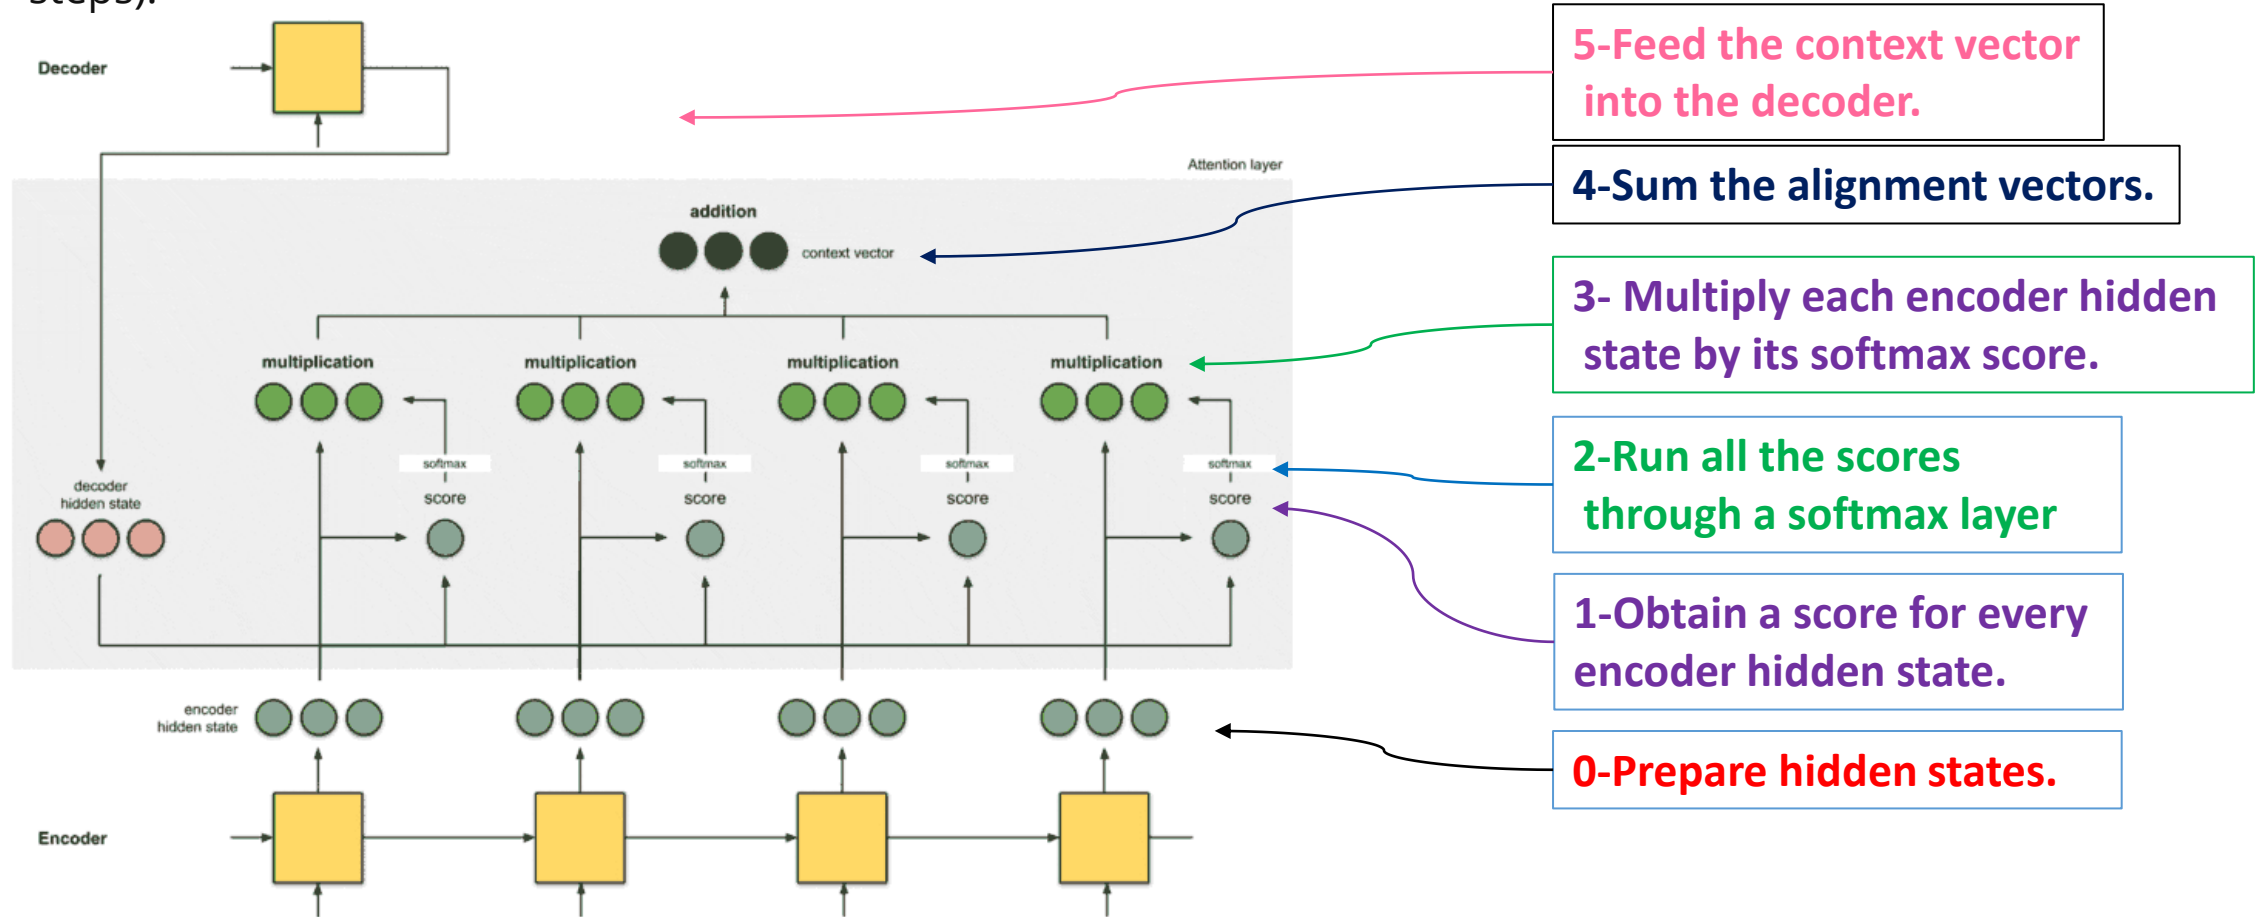 steps).
Decoder
5-Feed the context vector
into the decoder.
Attention layer
4-Sum the alignment vectors.
addition
context vector
3- Multiply each encoder hidden
state by its softmax score.
multiplication
multiplication
multiplication
multiplication
2-Run all the scores
through a softmax layer
softmax
softmax
softmax
softmax
decoder
hidden state
score
score
score
score
1-Obtain a score for every
encoder hidden state.
encoder
hidden state
0-Prepare hidden states.
Encoder